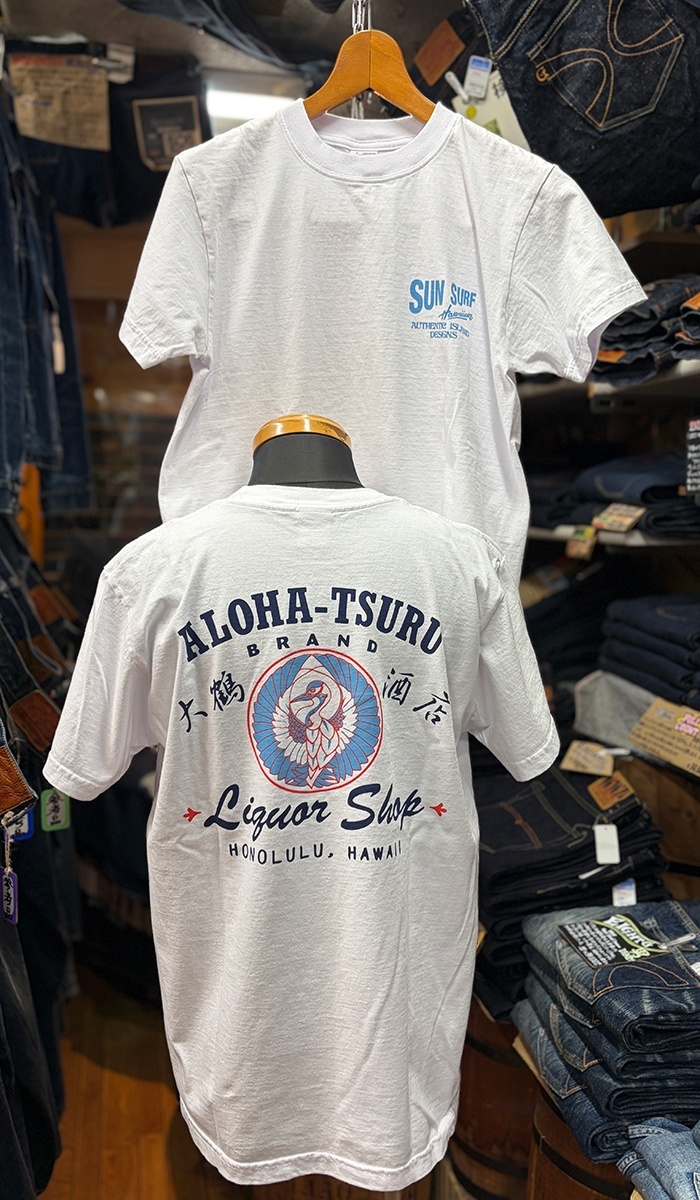 SUN SURF
Hawaiian
AUTHENTIC ISLAND
DESIGNS
ALOHA-TSURU
BRAND
大鶴 酒店
Liquor Shop
HONOLULU, HAWAII